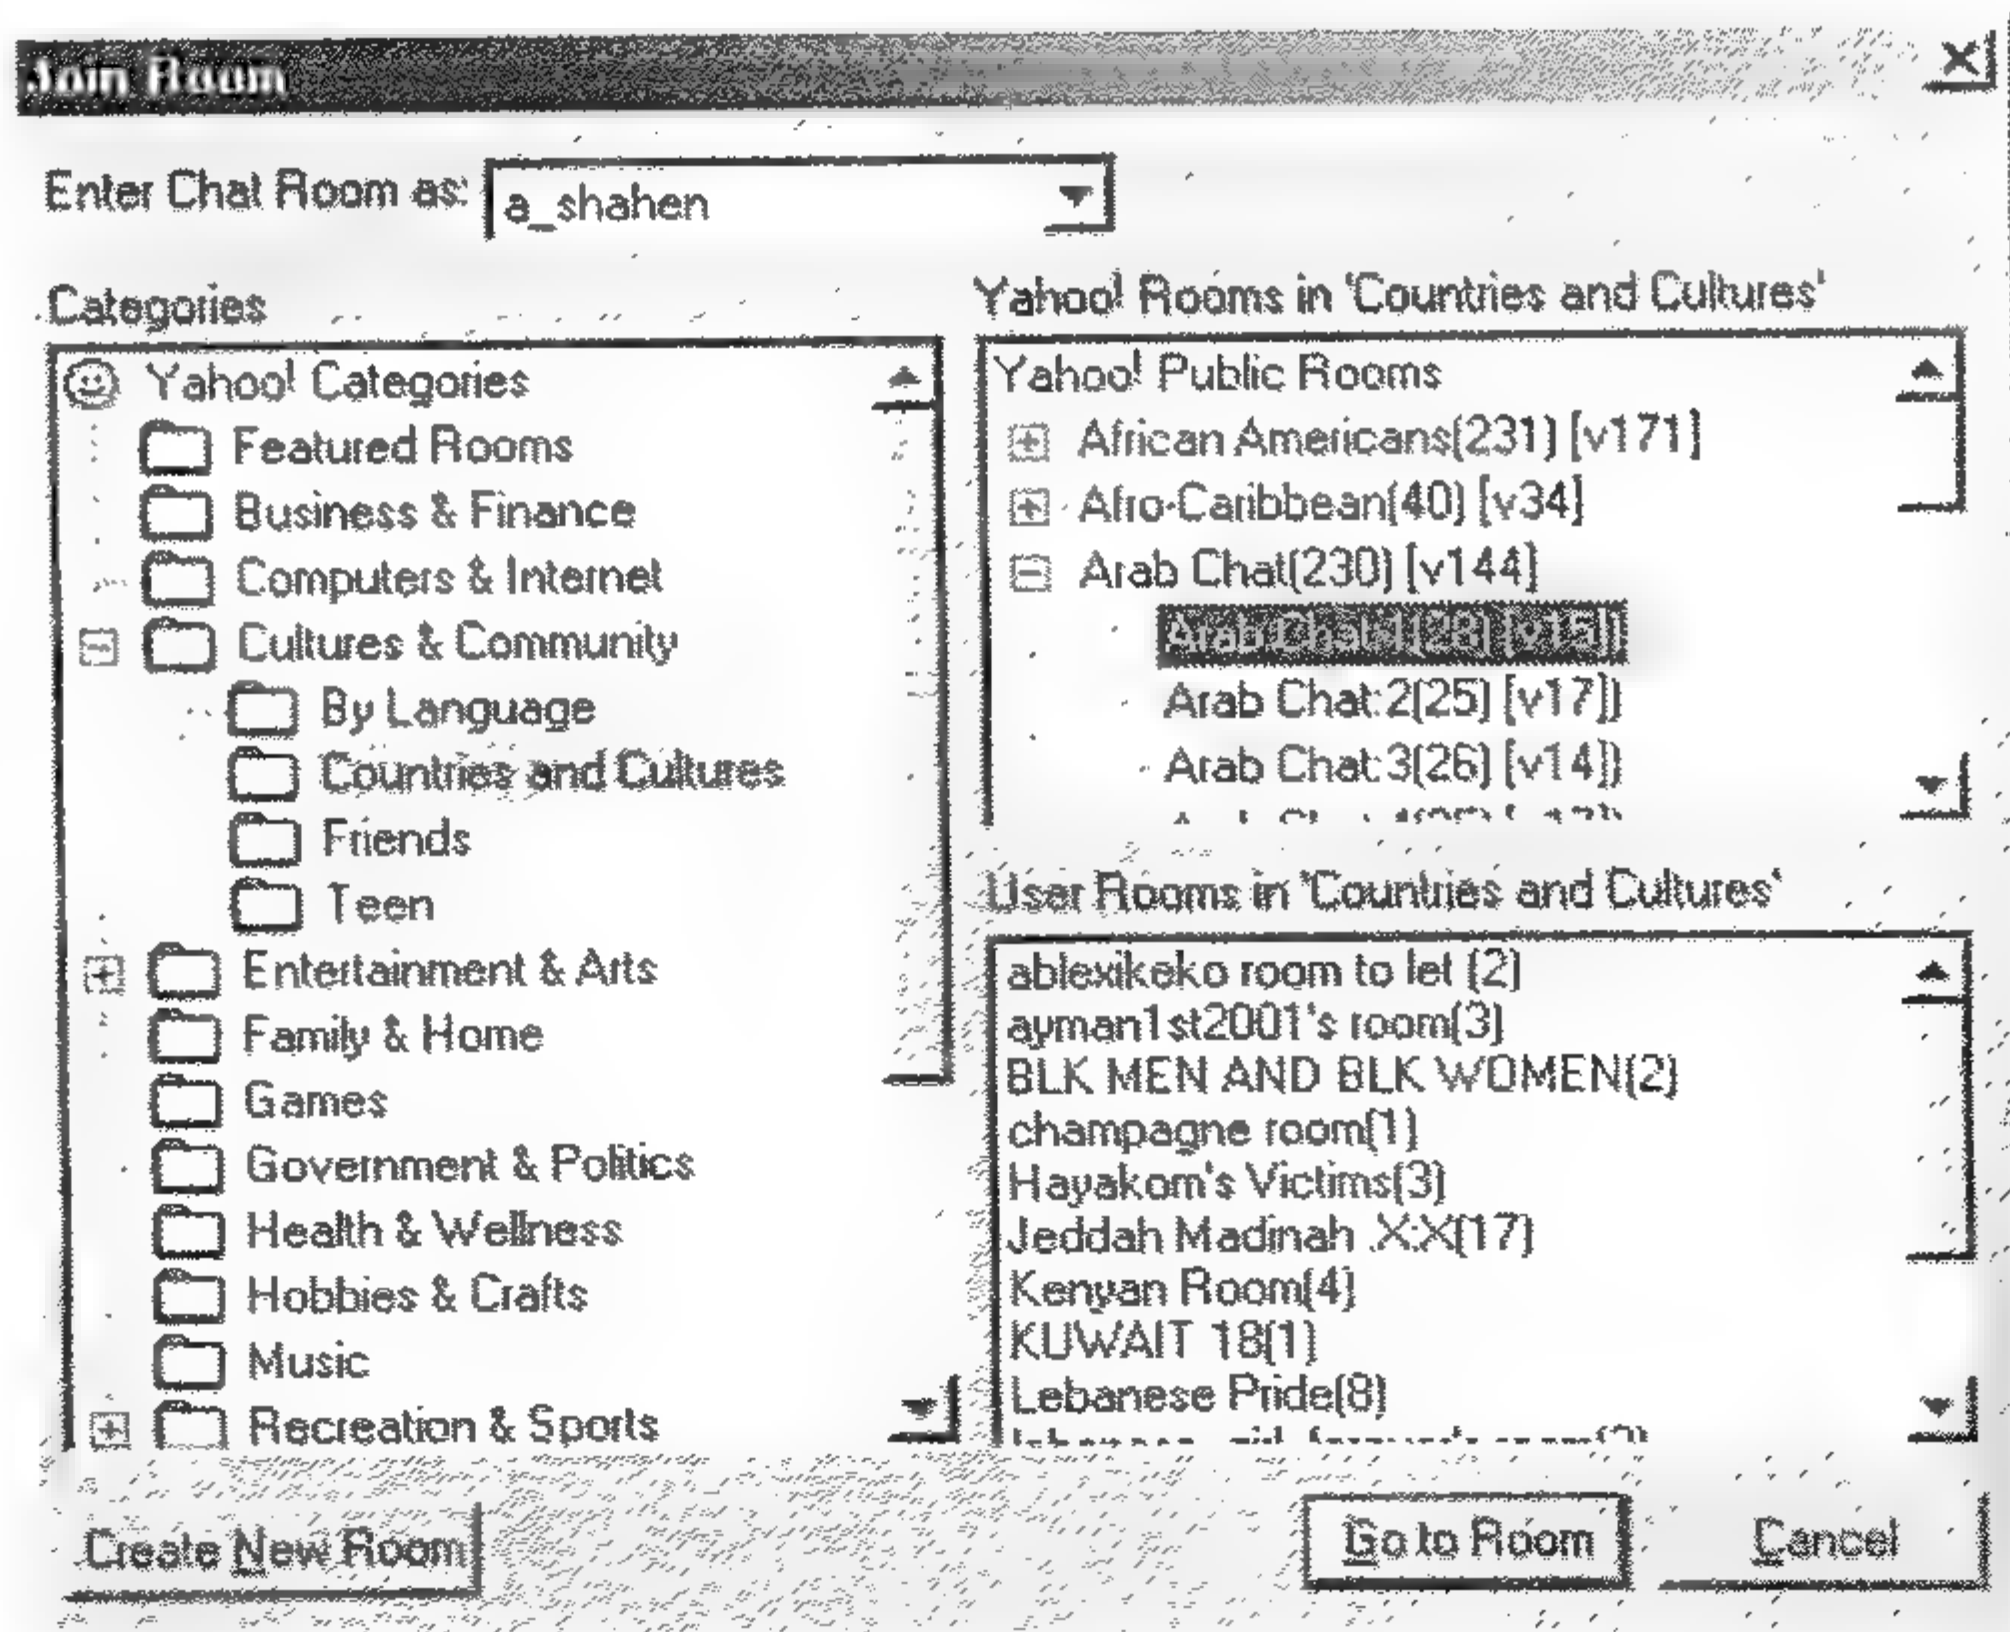 Join Room
Enter Chat Room as:
a_shahen
Categories
Yahoo! Categories
Featured Rooms
Business & Finance
Computers & Internet
Cultures & Community
By Language
Countries and Cultures
Friends
Teen
Entertainment & Arts
Family & Home
Games
Government & Politics
Health & Wellness
Hobbies & Crafts
Music
Recreation & Sports
Yahoo! Rooms in 'Countries and Cultures'
Yahoo! Public Rooms
African Americans(231) [v171]
Afro-Caribbean(40) [v34]
Arab Chat(230) [v144]
Arab Chat:1(28) [v15])
Arab Chat:2(25) [v17])
Arab Chat:3(26) [v14])
User Rooms in 'Countries and Cultures'
ablexikeko room to let (2)
ayman1st2001's room(3)
BLK MEN AND BLK WOMEN(2)
champagne room(1)
Hayakom's Victims(3)
Jeddah Madinah .X:X(17)
Kenyan Room(4)
KUWAIT 18(1)
Lebanese Pride(8)
Create New Room
Go to Room
Cancel